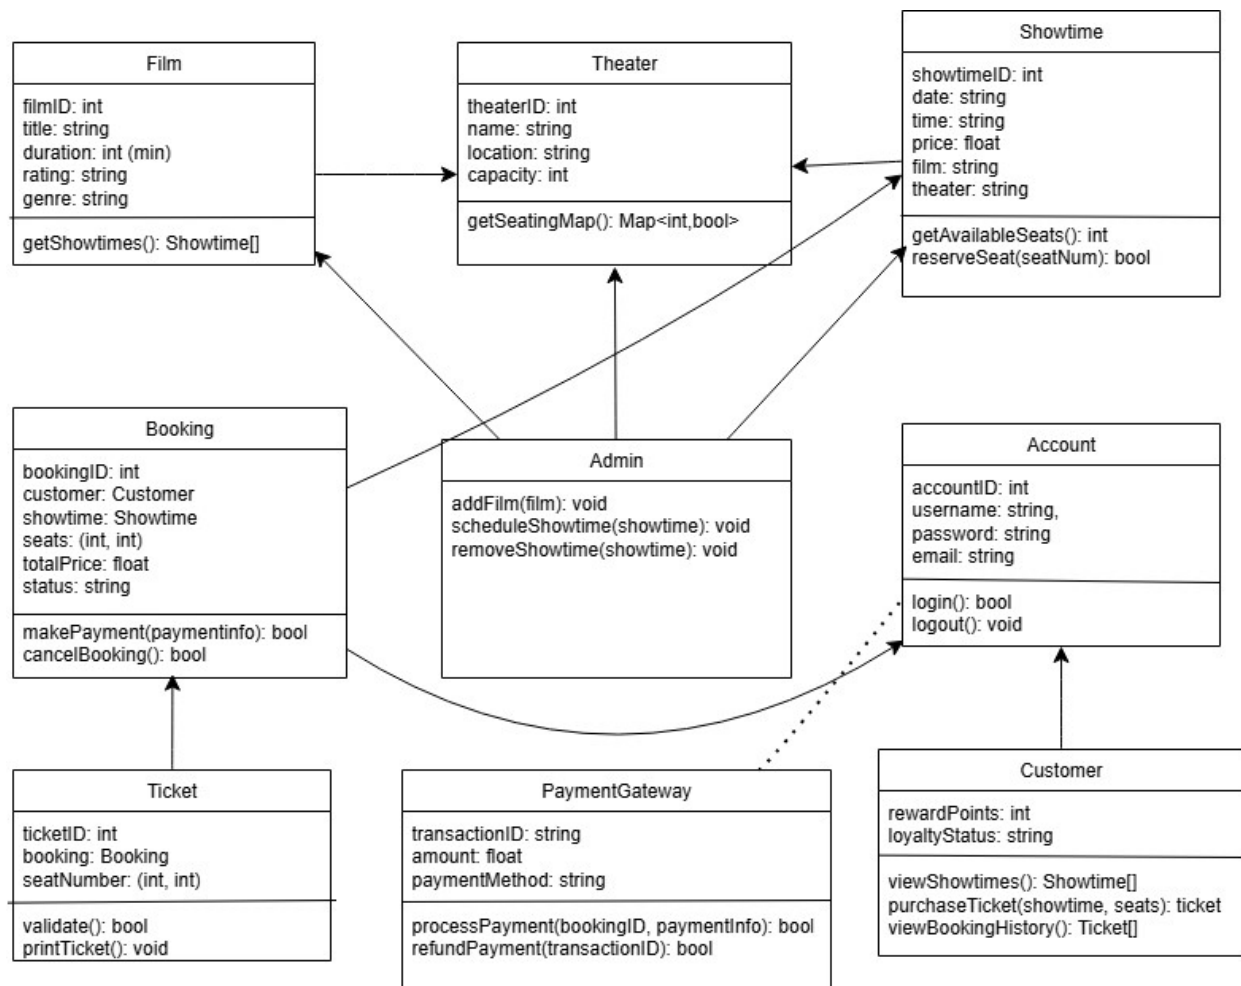 Film
filmID: int
title: string
duration: int (min)
rating: string
genre: string
getShowtimes(): Showtime[]
Theater
theaterID: int
name: string
location: string
capacity: int
getSeatingMap(): Map<int,bool>
Showtime
showtimeID: int
date: string
time: string
price: float
film: string
theater: string
getAvailableSeats(): int
reserveSeat(seatNum): bool
Booking
bookingID: int
customer: Customer
showtime: Showtime
seats: (int, int)
totalPrice: float
status: string
makePayment(paymentinfo): bool
cancelBooking(): bool
Admin
addFilm(film): void
scheduleShowtime(showtime): void
removeShowtime(showtime): void
Account
accountID: int
username: string,
password: string
email: string
login(): bool
logout(): void
Ticket
ticketID: int
booking: Booking
seatNumber: (int, int)
validate(): bool
printTicket(): void
PaymentGateway
transactionID: string
amount: float
paymentMethod: string
processPayment(bookingID, paymentInfo): bool
refundPayment(transactionID): bool
Customer
rewardPoints: int
loyaltyStatus: string
viewShowtimes(): Showtime[]
purchaseTicket(showtime, seats): ticket
viewBookingHistory(): Ticket[]